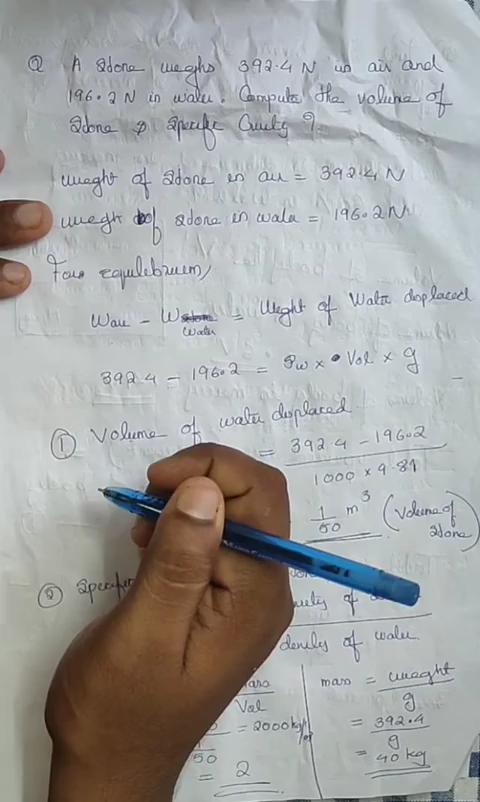 Q A stone weighs 392.4 N in air and
196.2 N in water. Compute the volume of
stone & specific Gravity ?.
weight of stone in air = 392.4 N
weight of stone in water = 196.2 N
For equilibrium,
Wair - Wwater = weight of water displaced
392.4 - 196.2 = ρw × Vol × g
① Volume of water displaced
= 392.4 - 196.2
1000 × 9.81
1/50 m³ (Volume of stone)
②
density of water
Vol
= 2000 kg/m³
50
= 2
mass = weight
g
= 392.4
g
= 40 kg